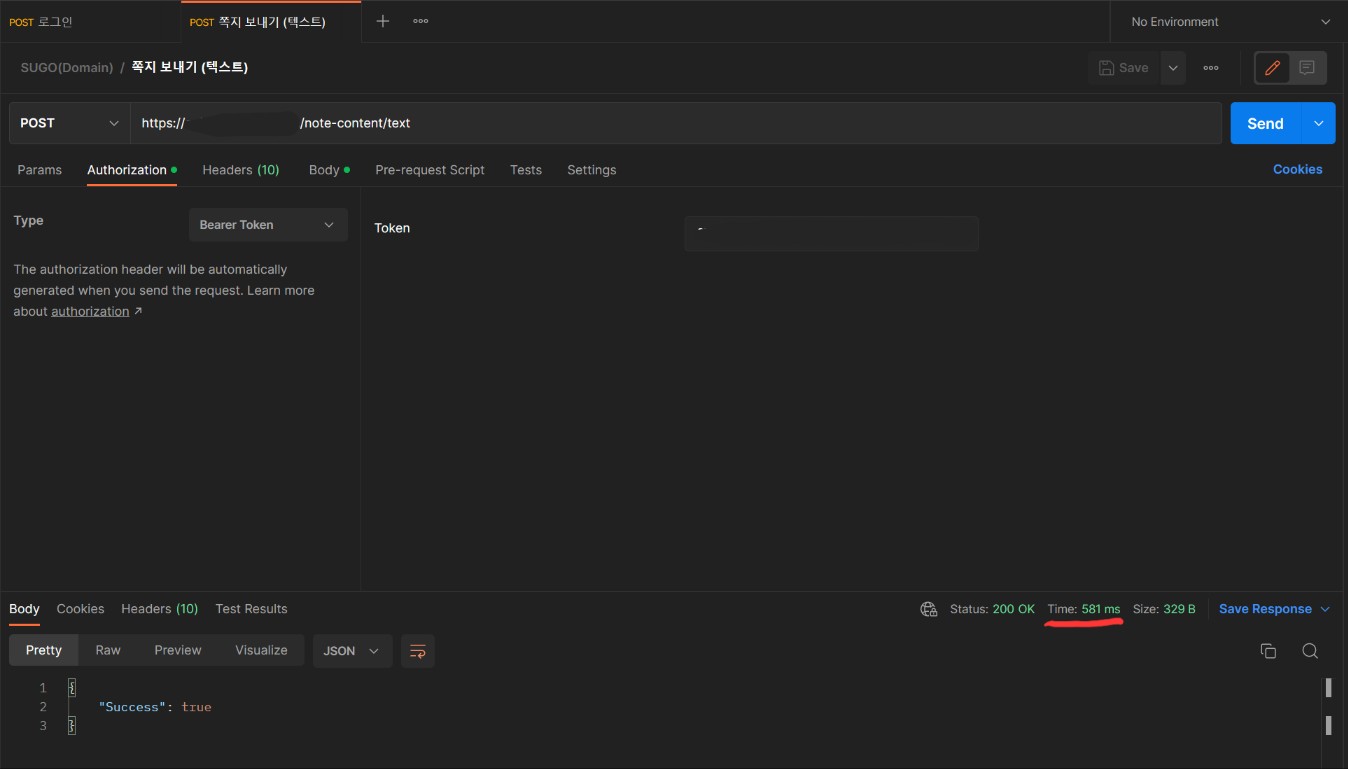 POST 로그인 POST 쪽지 보내기 (텍스트) No Environment
SUGO(Domain) / 쪽지 보내기 (텍스트) Save
POST https:// /note-content/text Send
Params Authorization Headers (10) Body Pre-request Script Tests Settings Cookies
Type Bearer Token Token
The authorization header will be automatically
generated when you send the request. Learn more
about authorization ↗
Body Cookies Headers (10) Test Results Status: 200 OK Time: 581 ms Size: 329 B Save Response
Pretty Raw Preview Visualize JSON
1 {
2 "Success": true
3 }